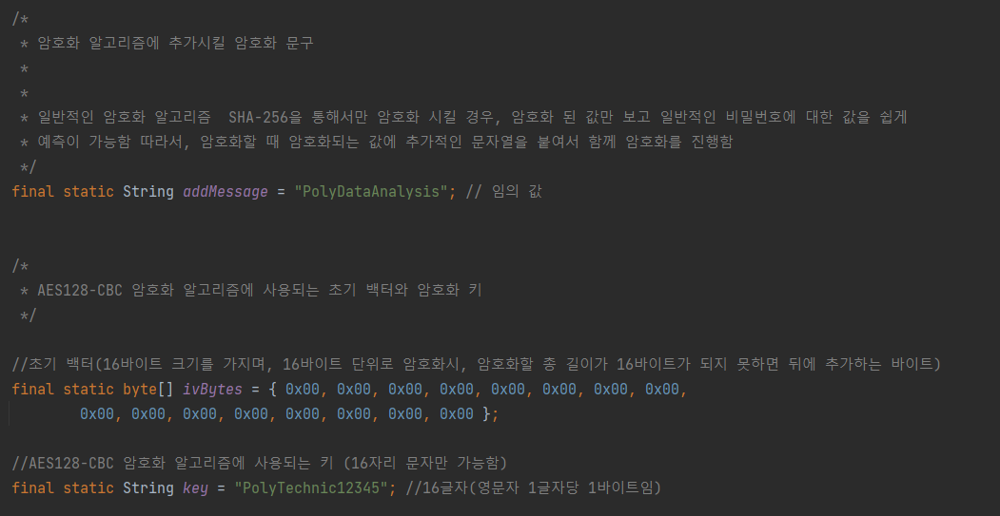 /*
 * 암호화 알고리즘에 추가시킬 암호화 문구
 *
 *
 * 일반적인 암호화 알고리즘  SHA-256을 통해서만 암호화 시킬 경우, 암호화 된 값만 보고 일반적인 비밀번호에 대한 값을 쉽게
 * 예측이 가능함 따라서, 암호화할 때 암호화되는 값에 추가적인 문자열을 붙여서 함께 암호화를 진행함
 */
final static String addMessage = "PolyDataAnalysis"; // 임의 값
/*
 * AES128-CBC 암호화 알고리즘에 사용되는 초기 백터와 암호화 키
 */
//초기 백터(16바이트 크기를 가지며, 16바이트 단위로 암호화시, 암호화할 총 길이가 16바이트가 되지 못하면 뒤에 추가하는 바이트)
final static byte[] ivBytes = { 0x00, 0x00, 0x00, 0x00, 0x00, 0x00, 0x00, 0x00,
        0x00, 0x00, 0x00, 0x00, 0x00, 0x00, 0x00, 0x00 };
//AES128-CBC 암호화 알고리즘에 사용되는 키 (16자리 문자만 가능함)
final static String key = "PolyTechnic12345"; //16글자(영문자 1글자당 1바이트임)